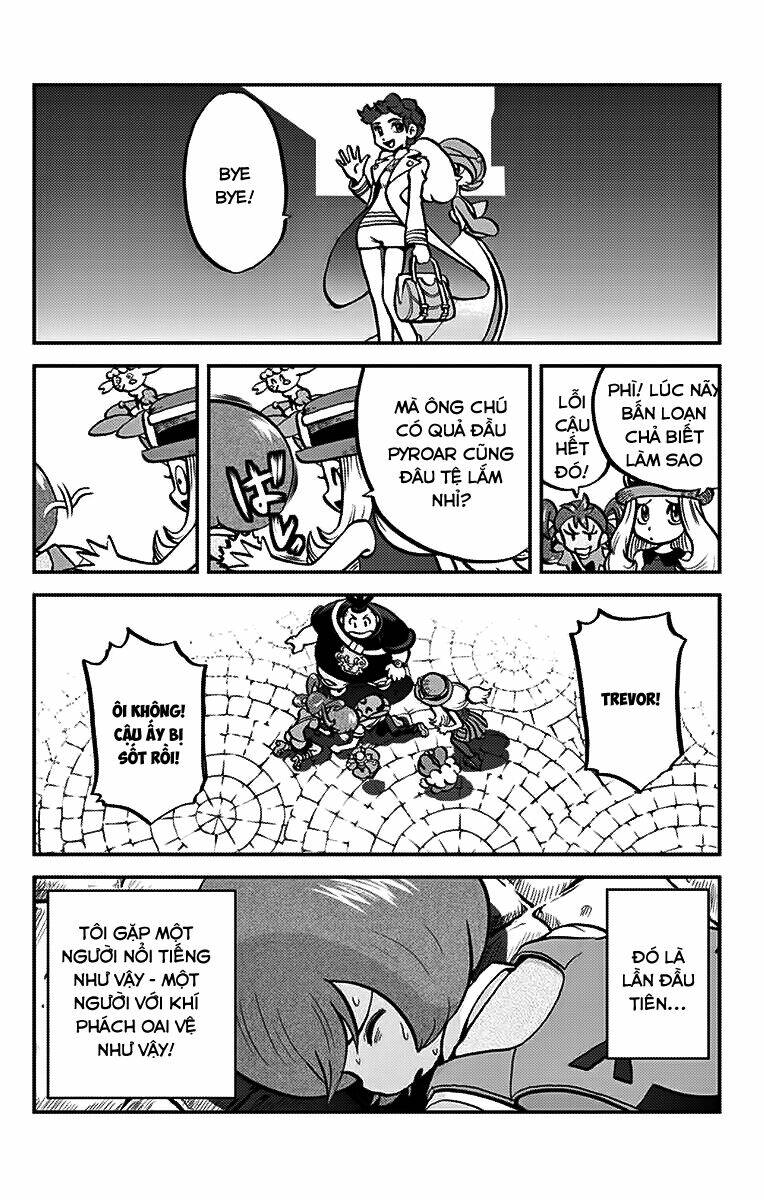 BYE
BYE!
PHÌ! LÚC NÃY
BẤN LOẠN
CHẢ BIẾT
LÀM SAO
LỖI
CẬU
HẾT
ĐÓ!
MÀ ÔNG CHÚ
CÓ QUẢ ĐẦU
PYROAR CŨNG
ĐÂU TỆ LẮM
NHỈ?
ばしっ
TREVOR!
ÔI KHÔNG!
CẬU ẤY BỊ
SỐT RỒI!
ĐÓ LÀ
LẦN ĐẦU
TIÊN...
TÔI GẶP MỘT
NGƯỜI NỔI TIẾNG
NHƯ VẬY - MỘT
NGƯỜI VỚI KHÍ
PHÁCH OAI VỆ
NHƯ VẬY!